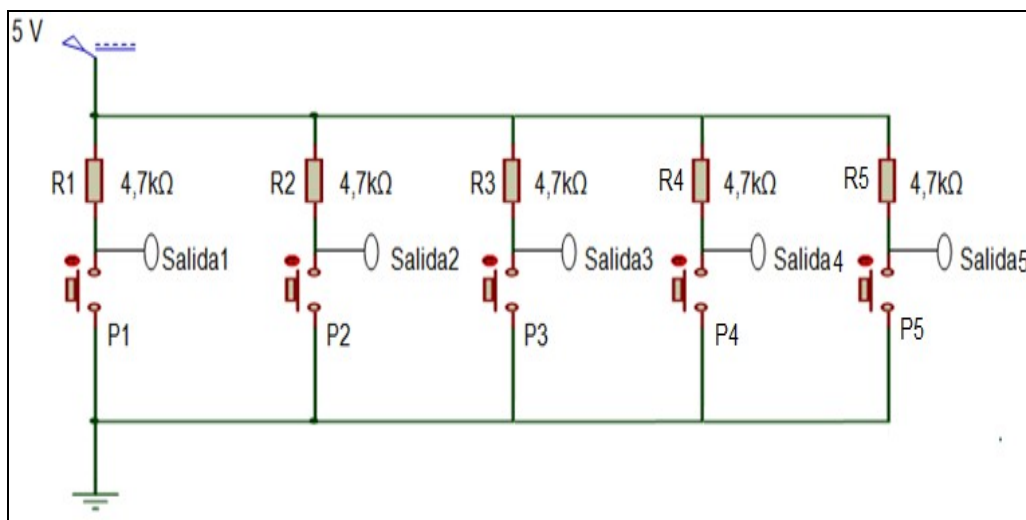 5 V
R1 4,7kΩ R2 4,7kΩ R3 4,7kΩ R4 4,7kΩ R5 4,7kΩ
Salida1 Salida2 Salida3 Salida4 Salida5
P1 P2 P3 P4 P5